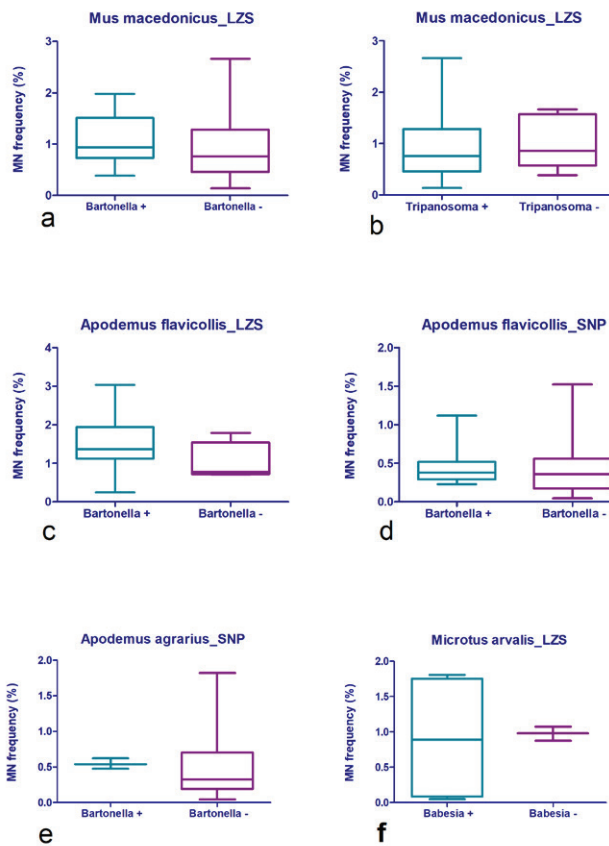 Mus macedonicus_LZS
MN frequency (%)
3
2
1
0
Bartonella +
Bartonella -
a
Mus macedonicus_LZS
MN frequency (%)
3
2
1
0
Tripanosoma +
Tripanosoma -
b
Apodemus flavicollis_LZS
MN frequency (%)
4
3
2
1
0
Bartonella +
Bartonella -
c
Apodemus flavicollis_SNP
MN frequency (%)
2.0
1.5
1.0
0.5
0.0
Bartonella +
Bartonella -
d
Apodemus agrarius_SNP
MN frequency (%)
2.0
1.5
1.0
0.5
0.0
Bartonella +
Bartonella -
e
Microtus arvalis_LZS
MN frequency (%)
2.0
1.5
1.0
0.5
0.0
Babesia +
Babesia -
f